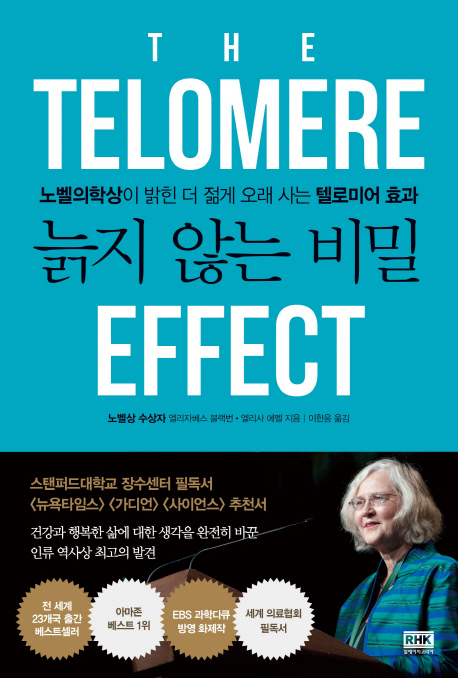 THE
TELOMERE
노벨의학상이 밝힌 더 젊게 오래 사는 텔로미어 효과
늙지 않는 비밀
EFFECT
노벨상 수상자 엘리자베스 블랙번 • 엘리사 에펠 지음 | 이한음 옮김
스탠퍼드대학교 장수센터 필독서
〈뉴욕타임스〉 〈가디언〉 〈사이언스〉 추천서
건강과 행복한 삶에 대한 생각을 완전히 바꾼
인류 역사상 최고의 발견
전 세계
23개국 출간
베스트셀러
아마존
베스트 1위
EBS 과학다큐
방영 화제작
세계 의료협회
필독서
RHK
알에이치코리아